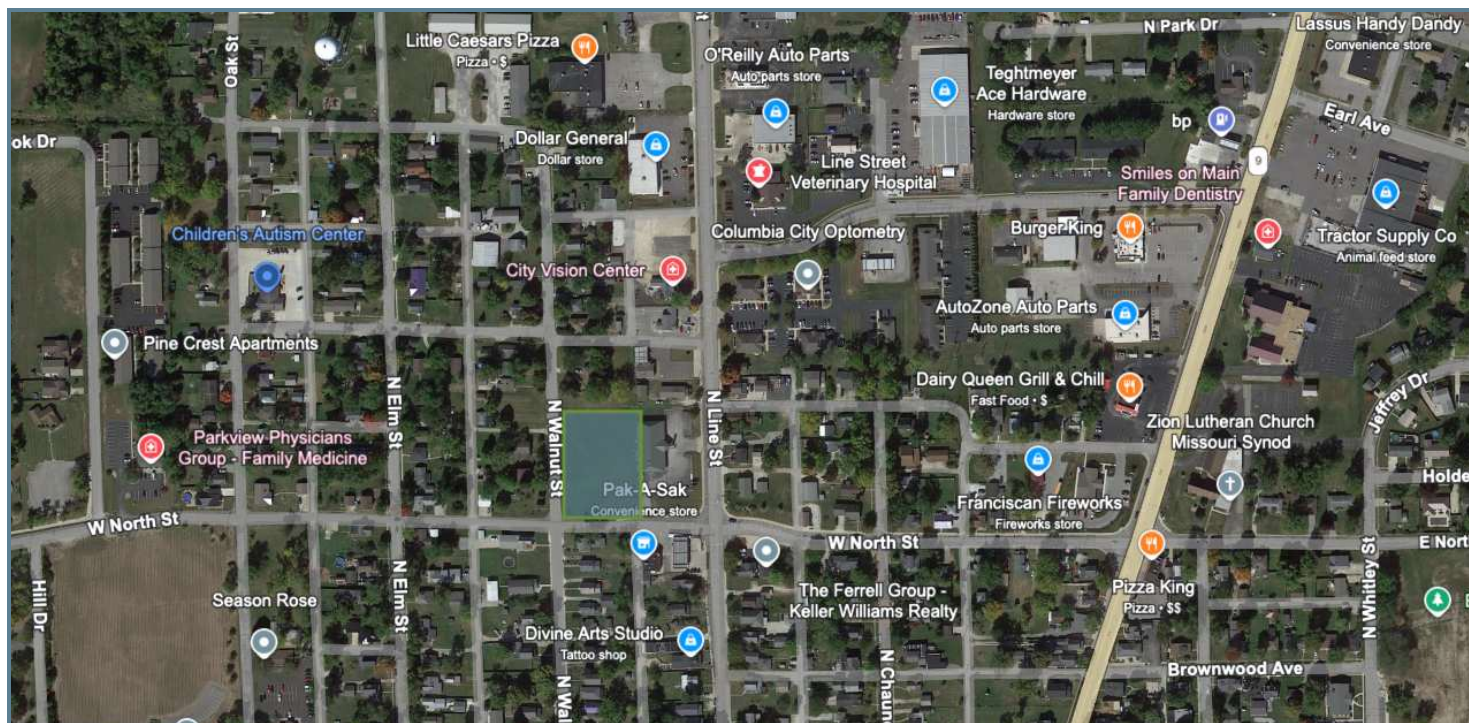 Oak St
Little Caesars Pizza
Pizza • $
O'Reilly Auto Parts
Auto parts store
N Park Dr
Lassus Handy Dandy
Convenience store
Teghtmeyer
Ace Hardware
Hardware store
bp
Earl Ave
ok Dr
Dollar General
Dollar store
9
Line Street
Veterinary Hospital
Smiles on Main
Family Dentistry
Children's Autism Center
Columbia City Optometry
Burger King
Tractor Supply Co
Animal feed store
City Vision Center
AutoZone Auto Parts
Auto parts store
Pine Crest Apartments
N Elm St
N Walnut St
N Line St
Dairy Queen Grill & Chill
Fast Food • $
Jeffrey Dr
Zion Lutheran Church
Missouri Synod
Parkview Physicians
Group - Family Medicine
Holde
Pak-A-Sak
Convenience store
Franciscan Fireworks
Fireworks store
W North St
W North St
E North
Hill Dr
N Elm St
Season Rose
The Ferrell Group -
Keller Williams Realty
Pizza King
Pizza • $$
N Whitley St
Divine Arts Studio
Tattoo shop
N Wal
N Chaun
Brownwood Ave